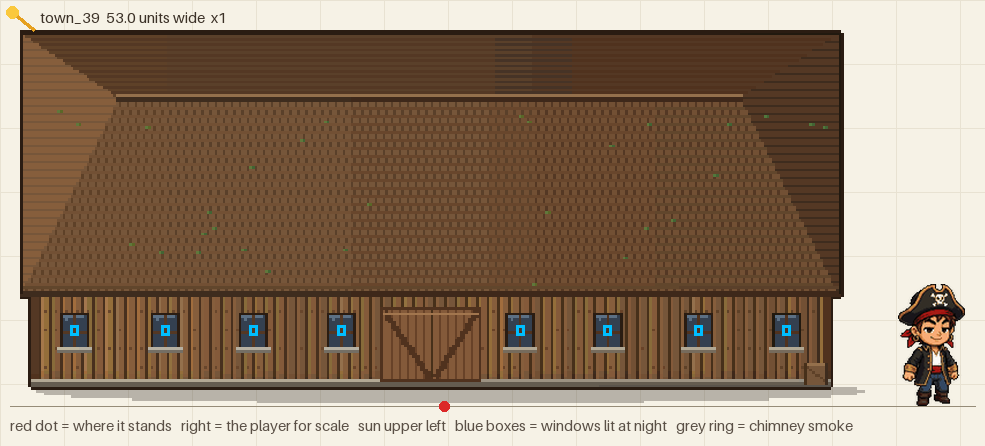 town_39 53.0 units wide x1
red dot = where it stands right = the player for scale sun upper left blue boxes = windows lit at night grey ring = chimney smoke